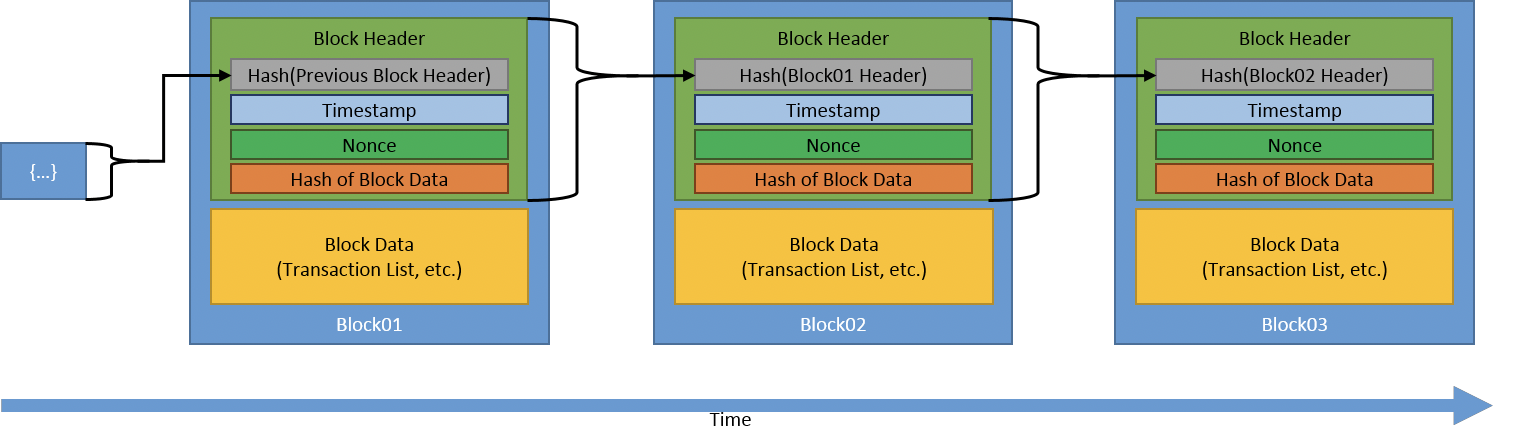 {...}
Block Header
Hash(Previous Block Header)
Timestamp
Nonce
Hash of Block Data
Block Data
(Transaction List, etc.)
Block01
Block Header
Hash(Block01 Header)
Timestamp
Nonce
Hash of Block Data
Block Data
(Transaction List, etc.)
Block02
Block Header
Hash(Block02 Header)
Timestamp
Nonce
Hash of Block Data
Block Data
(Transaction List, etc.)
Block03
Time